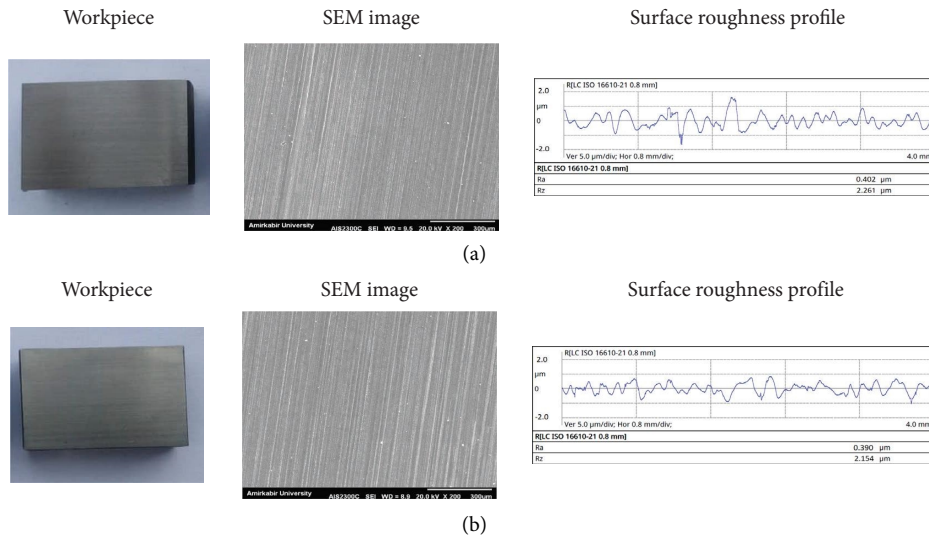 Workpiece SEM image Surface roughness profile
R[LC ISO 16610-21 0.8 mm]
2.0
μm
0
-2.0
Ver 5.0 μm/div; Hor 0.8 mm/div; 4.0 mm
R[LC ISO 16610-21 0.8 mm]
Ra 0.402 μm
Rz 2.261 μm
Amirkabir University AIS2300C SEI WD = 9.5 20.0 kV X 200 300um
(a)
Workpiece SEM image Surface roughness profile
R[LC ISO 16610-21 0.8 mm]
2.0
μm
0
-2.0
Ver 5.0 μm/div; Hor 0.8 mm/div; 4.0 mm
R[LC ISO 16610-21 0.8 mm]
Ra 0.390 μm
Rz 2.154 μm
Amirkabir University AIS2300C SEI WD = 8.9 20.0 kV X 200 300um
(b)